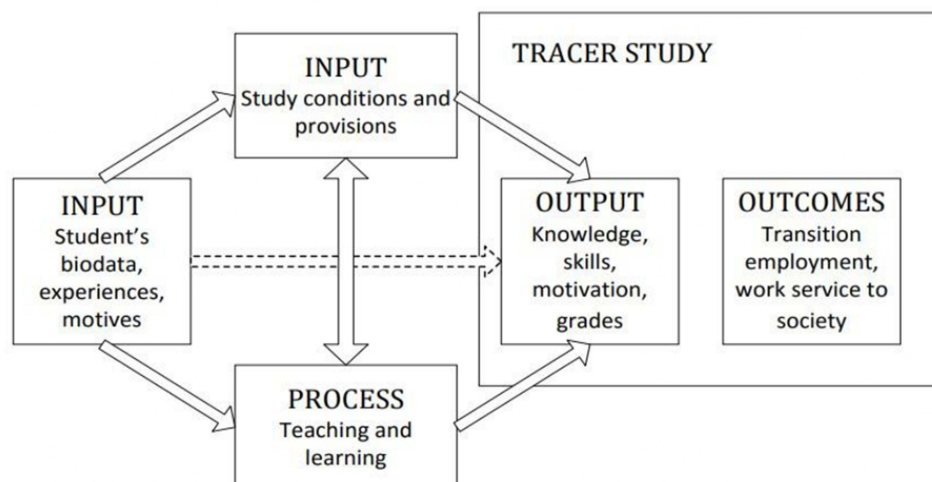 TRACER STUDY
INPUT
Study conditions and
provisions
INPUT
Student’s
biodata,
experiences,
motives
OUTPUT
Knowledge,
skills,
motivation,
grades
OUTCOMES
Transition
employment,
work service to
society
PROCESS
Teaching and
learning